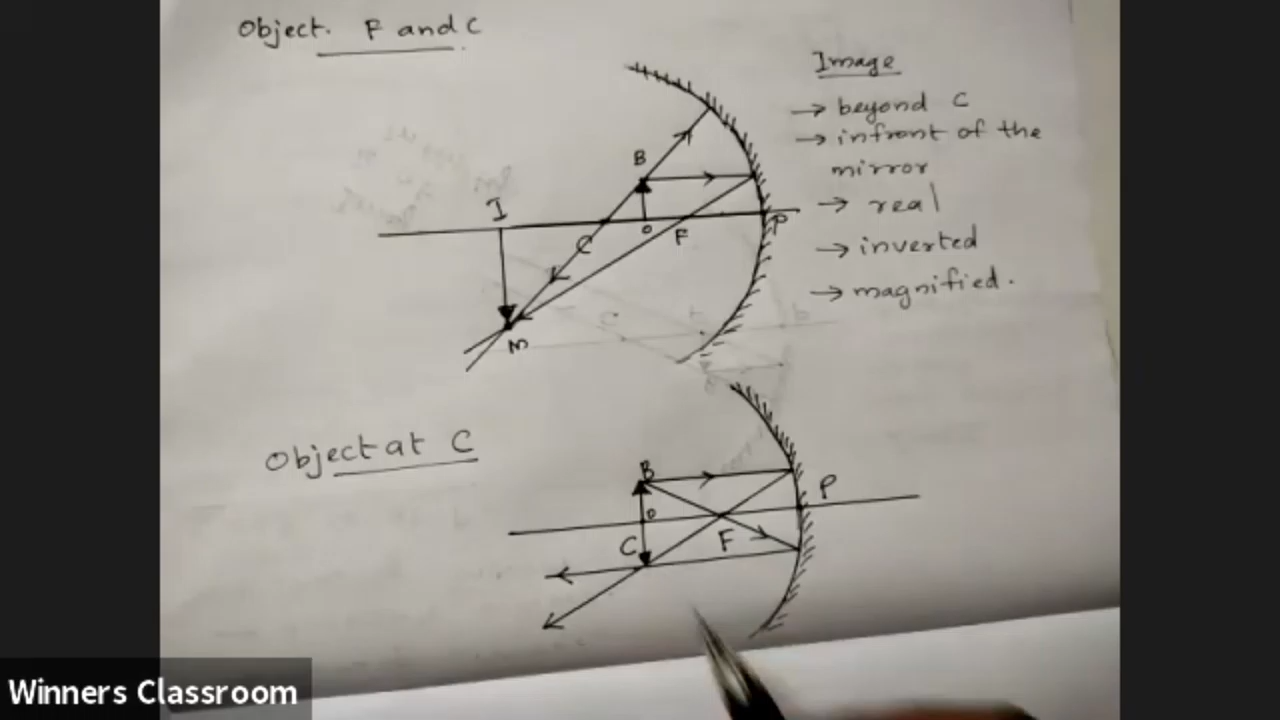 Object. F and C
Image
→ beyond C
→ infront of the
mirror
→ real
→ inverted
→ magnified.
B
I
O
F
P
C
M
Object at C
B
P
O
C
F
Winners Classroom